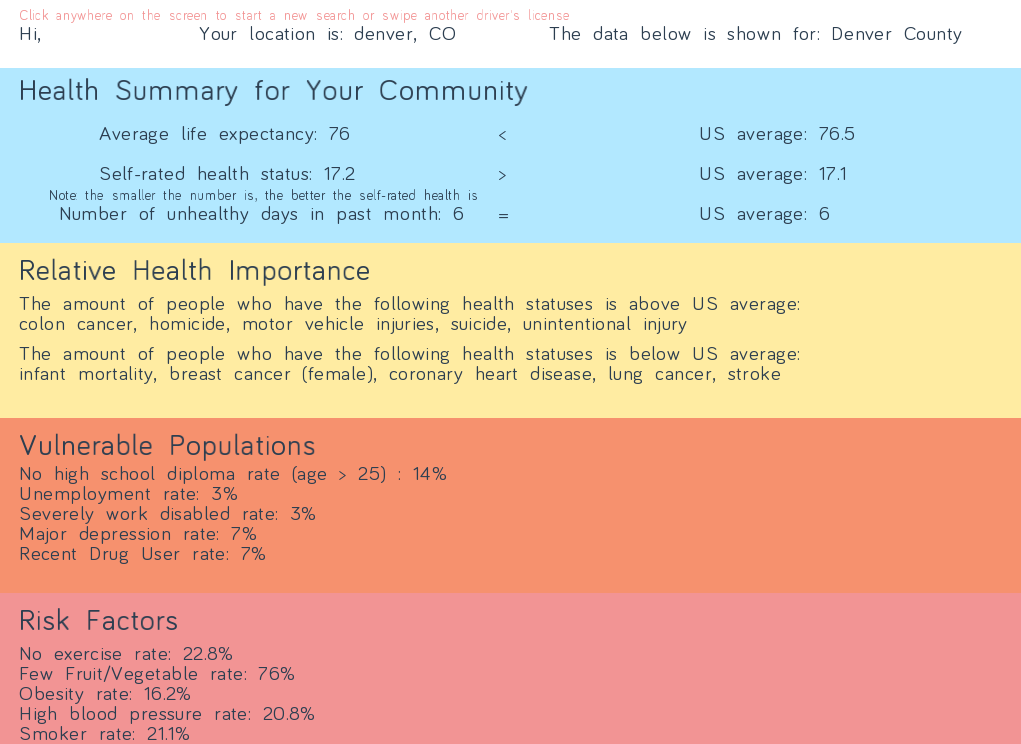 Click anywhere on the screen to start a new search or swipe another driver's license
Hi, Your location is: denver, CO The data below is shown for: Denver County
Health Summary for Your Community
Average life expectancy: 76 < US average: 76.5
Self-rated health status: 17.2 > US average: 17.1
Note: the smaller the number is, the better the self-rated health is
Number of unhealthy days in past month: 6 = US average: 6
Relative Health Importance
The amount of people who have the following health statuses is above US average:
colon cancer, homicide, motor vehicle injuries, suicide, unintentional injury
The amount of people who have the following health statuses is below US average:
infant mortality, breast cancer (female), coronary heart disease, lung cancer, stroke
Vulnerable Populations
No high school diploma rate (age > 25) : 14%
Unemployment rate: 3%
Severely work disabled rate: 3%
Major depression rate: 7%
Recent Drug User rate: 7%
Risk Factors
No exercise rate: 22.8%
Few Fruit/Vegetable rate: 76%
Obesity rate: 16.2%
High blood pressure rate: 20.8%
Smoker rate: 21.1%